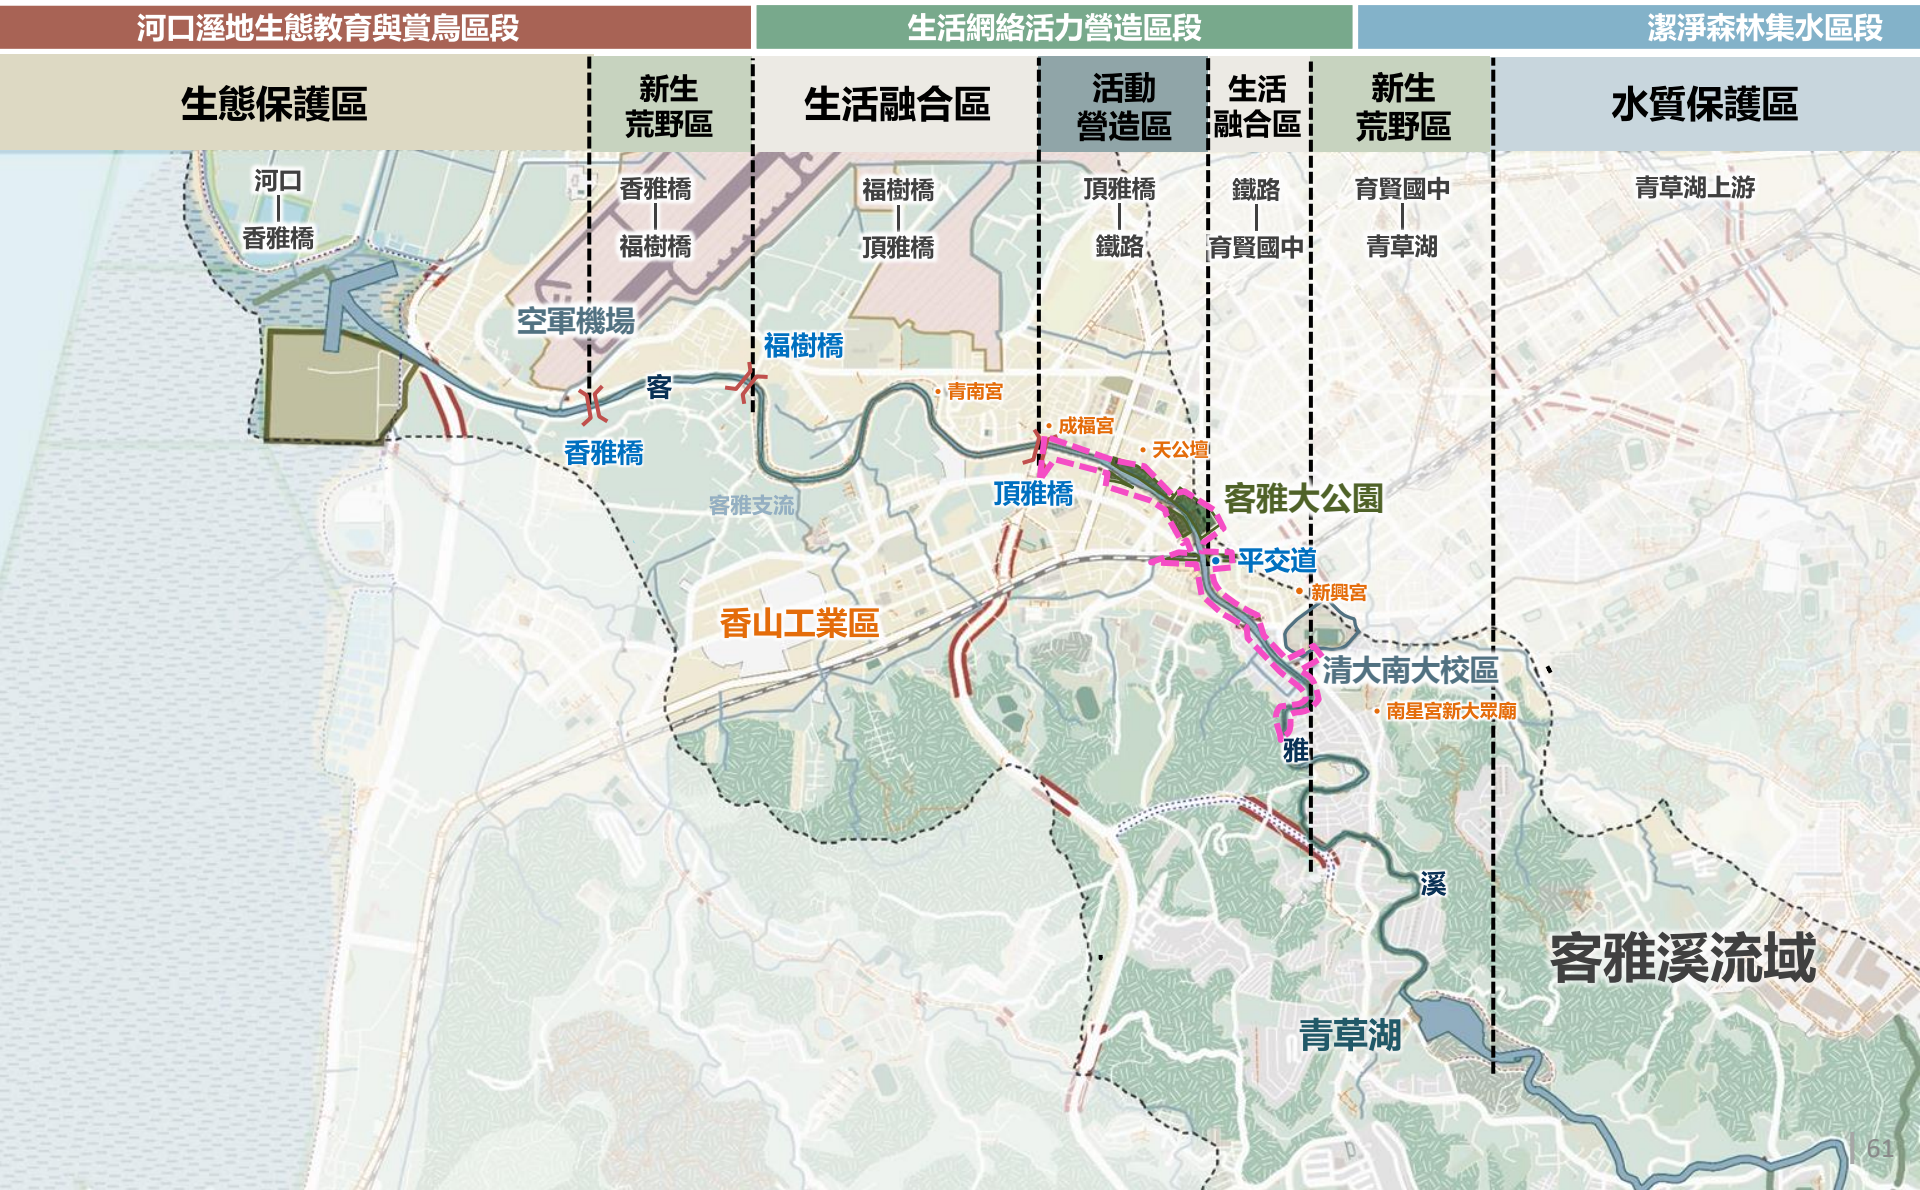 河口溼地生態教育與賞鳥區段
生活網絡活力營造區段
潔淨森林集水區段
生態保護區
新生
荒野區
生活融合區
活動
營造區
生活
融合區
新生
荒野區
水質保護區
河口
香雅橋
香雅橋
福樹橋
福樹橋
頂雅橋
頂雅橋
鐵路
鐵路
育賢國中
育賢國中
青草湖
青草湖上游
空軍機場
福樹橋
客
青南宮
成福宮
天公壇
香雅橋
頂雅橋
客雅支流
客雅大公園
平交道
新興宮
香山工業區
清大南大校區
南星宮新大眾廟
雅
溪
客雅溪流域
青草湖
61